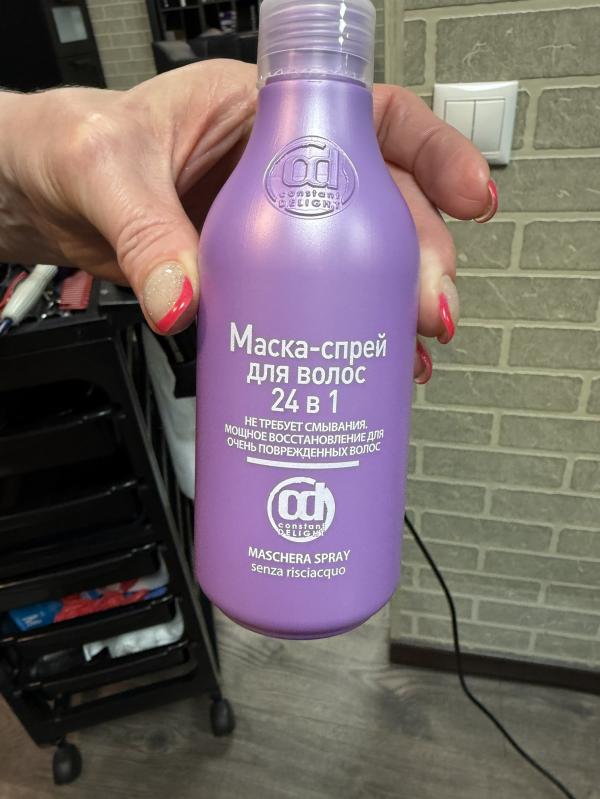 cd
constant
DELIGHT
Маска-спрей
для волос
24 в 1
НЕ ТРЕБУЕТ СМЫВАНИЯ.
МОЩНОЕ ВОССТАНОВЛЕНИЕ ДЛЯ
ОЧЕНЬ ПОВРЕЖДЕННЫХ ВОЛОС
cd
constant
DELIGHT
MASCHERA SPRAY
senza risciacquo